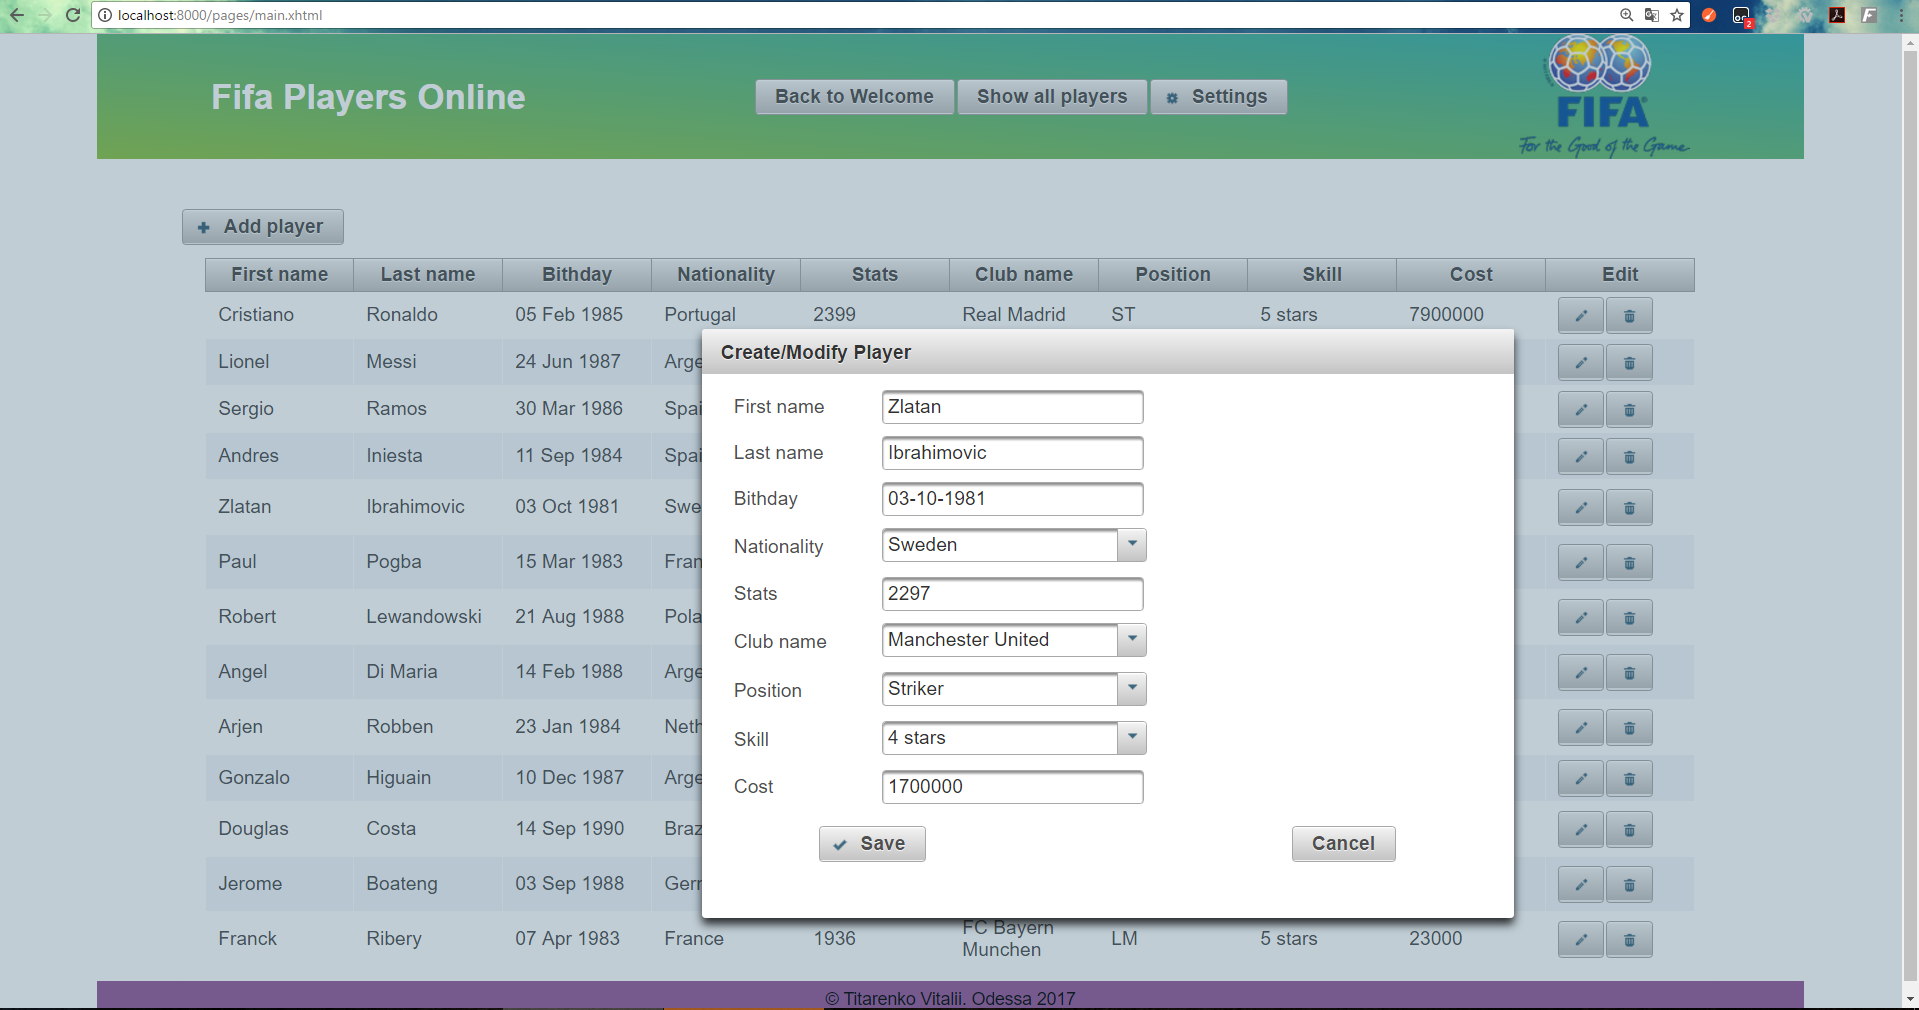 localhost:8000/pages/main.xhtml
2
Fifa Players Online
Back to Welcome
Show all players
Settings
FIFA
For the Good of the Game
Add player
First name Last name Bithday Nationality Stats Club name Position Skill Cost Edit
Cristiano Ronaldo 05 Feb 1985 Portugal 2399 Real Madrid ST 5 stars 7900000
Lionel Messi 24 Jun 1987 Arge
Sergio Ramos 30 Mar 1986 Spai
Andres Iniesta 11 Sep 1984 Spai
Zlatan Ibrahimovic 03 Oct 1981 Swe
Paul Pogba 15 Mar 1983 Fran
Robert Lewandowski 21 Aug 1988 Pola
Angel Di Maria 14 Feb 1988 Arge
Arjen Robben 23 Jan 1984 Neth
Gonzalo Higuain 10 Dec 1987 Arge
Douglas Costa 14 Sep 1990 Braz
Jerome Boateng 03 Sep 1988 Gerr
Franck Ribery 07 Apr 1983 France 1936 FC Bayern Munchen LM 5 stars 23000
Create/Modify Player
First name Zlatan
Last name Ibrahimovic
Bithday 03-10-1981
Nationality Sweden
Stats 2297
Club name Manchester United
Position Striker
Skill 4 stars
Cost 1700000
Save
Cancel
© Titarenko Vitalii. Odessa 2017